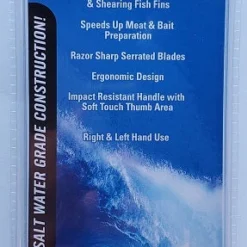 & Shearing Fish Fins
Speeds Up Meat & Bait
Preparation
Razor Sharp Serrated Blades
Ergonomic Design
Impact Resistant Handle with
Soft Touch Thumb Area
Right & Left Hand Use
SALT WATER GRADE CONSTRUCTION!